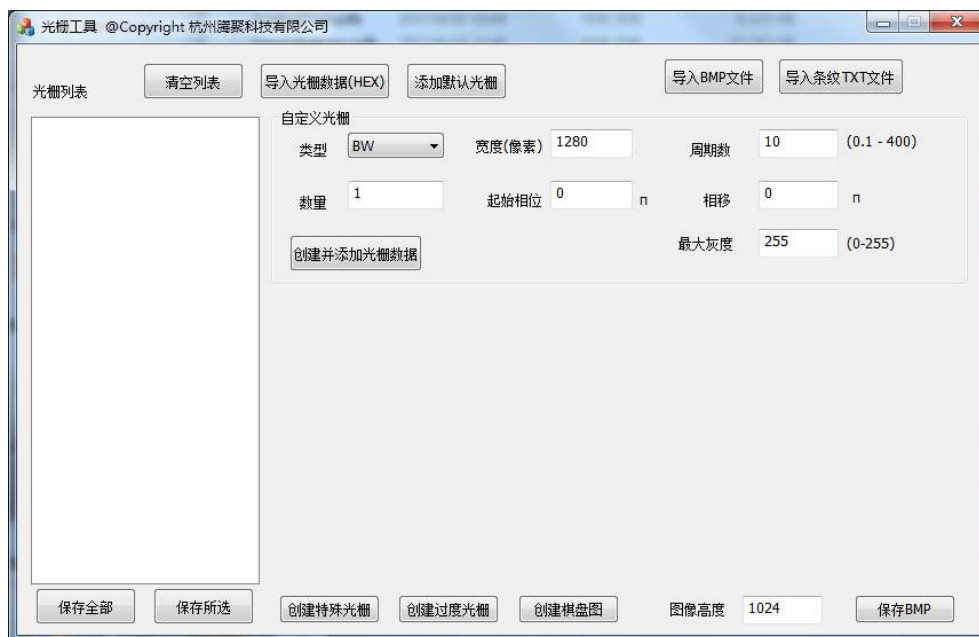 光栅工具 @Copyright 杭州腾聚科技有限公司
光栅列表 清空列表 导入光栅数据(HEX) 添加默认光栅 导入BMP文件 导入条纹TXT文件
自定义光栅
类型 BW 宽度(像素) 1280 周期数 10 (0.1 - 400)
数量 1 起始相位 0 π 相移 0 π
创建并添加光栅数据 最大灰度 255 (0-255)
保存全部 保存所选 创建特殊光栅 创建过度光栅 创建棋盘图 图像高度 1024 保存BMP